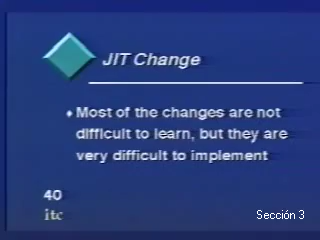 JIT Change
♦ Most of the changes are not
difficult to learn, but they are
very difficult to implement
40
itc
Sección 3